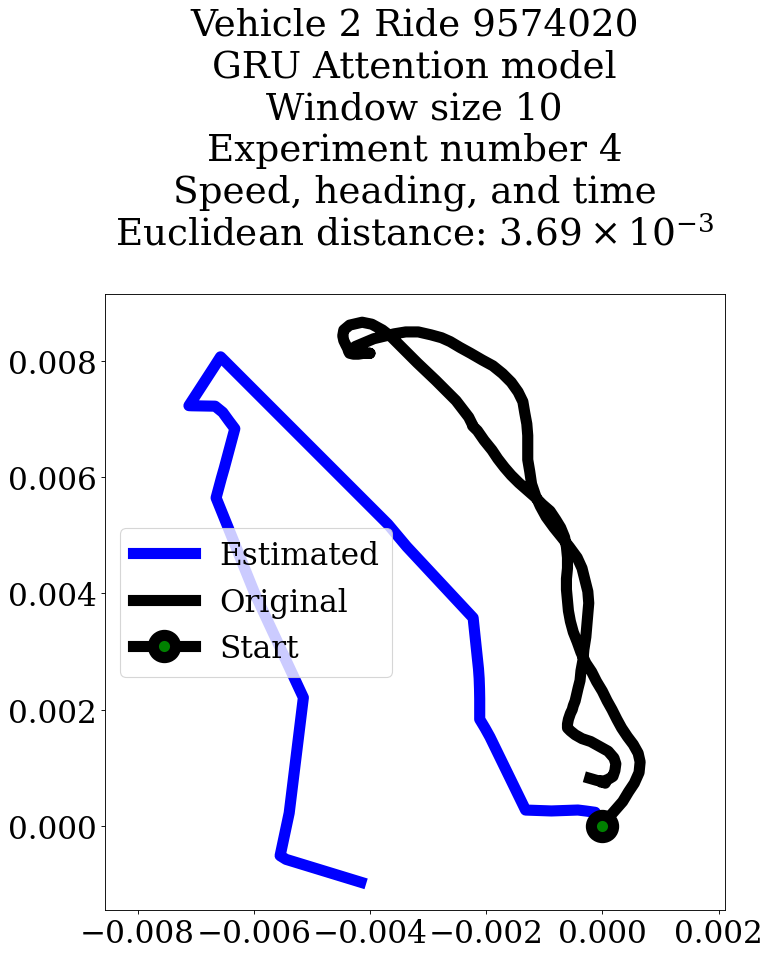 Vehicle 2 Ride 9574020
GRU Attention model
Window size 10
Experiment number 4
Speed, heading, and time
Euclidean distance: 3.69 × 10⁻³
0.008
0.006
0.004
0.002
0.000
Estimated
Original
Start
−0.008 −0.006 −0.004 −0.002 0.000 0.002